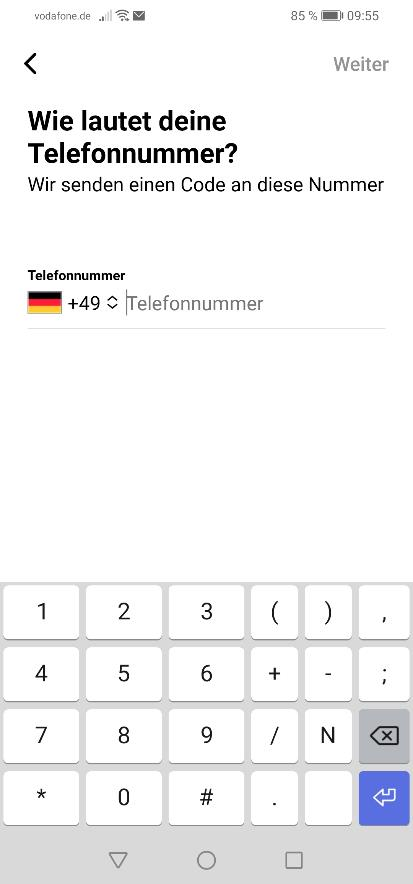 vodafone.de 85 % 09:55
Weiter
Wie lautet deine
Telefonnummer?
Wir senden einen Code an diese Nummer
Telefonnummer
+49 Telefonnummer
1 2 3 ( ) ,
4 5 6 + - ;
7 8 9 / N
* 0 # .